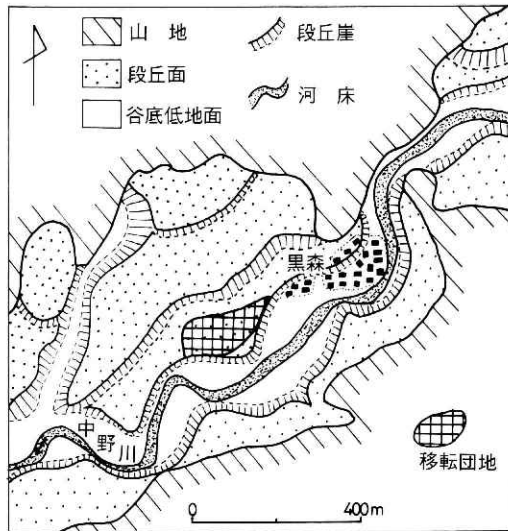 山地
段丘面
谷底低地面
段丘崖
河床
黒森
中野川
移転団地
0 400m